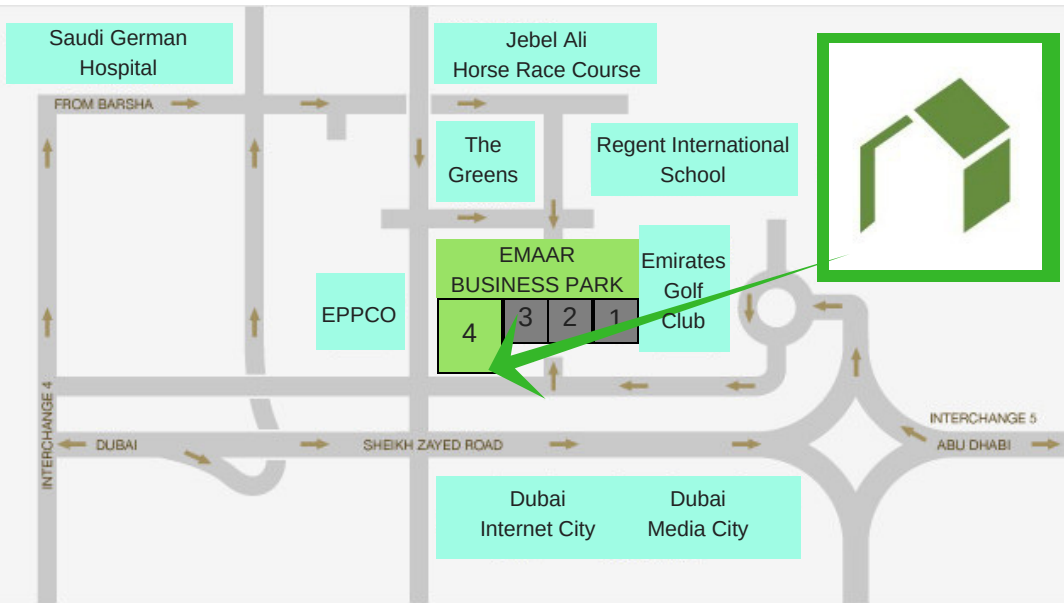 Saudi German
Hospital
Jebel Ali
Horse Race Course
FROM BARSHA
The
Greens
Regent International
School
EMAAR
BUSINESS PARK
Emirates
Golf
Club
EPPCO
4
3
2
1
INTERCHANGE 4
DUBAI
SHEIKH ZAYED ROAD
INTERCHANGE 5
ABU DHABI
Dubai
Internet City
Dubai
Media City